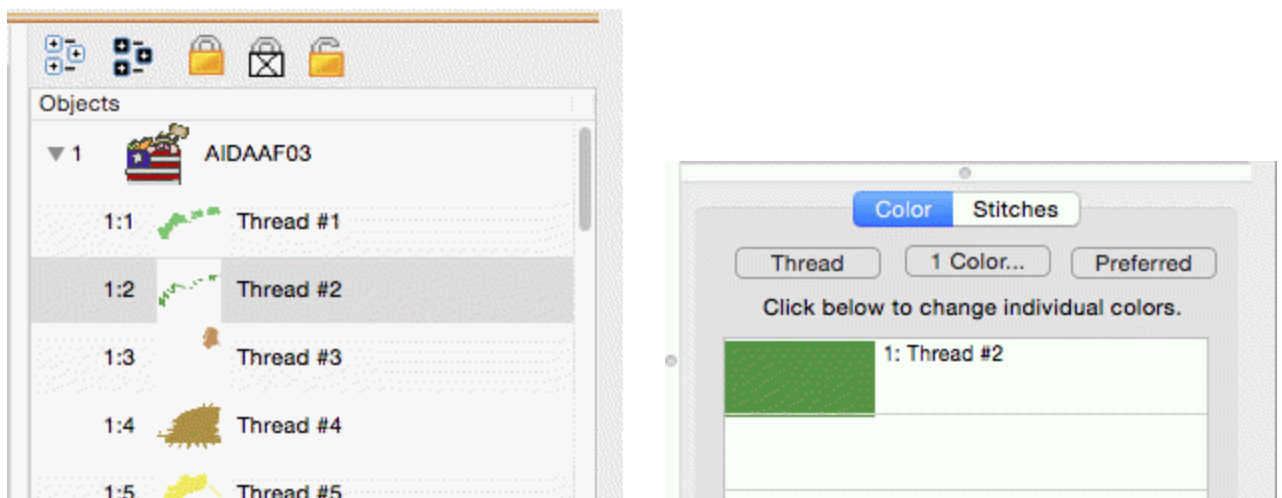 Objects
1 AIDAAF03
1:1 Thread #1
1:2 Thread #2
1:3 Thread #3
1:4 Thread #4
1:5 Thread #5
Color Stitches
Thread 1 Color... Preferred
Click below to change individual colors.
1: Thread #2